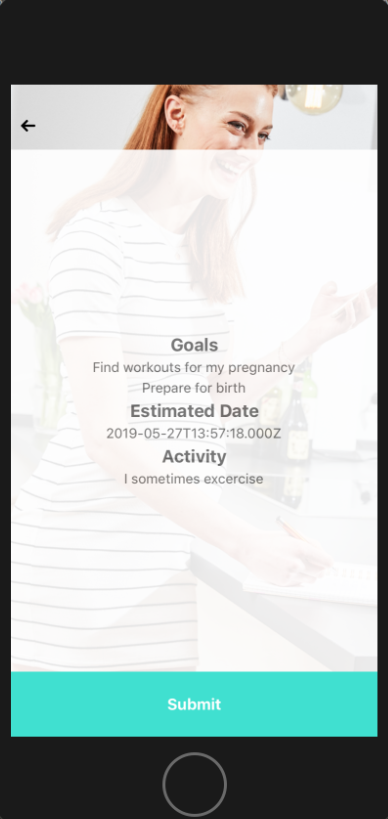 Goals
Find workouts for my pregnancy
Prepare for birth
Estimated Date
2019-05-27T13:57:18.000Z
Activity
I sometimes excercise
Submit